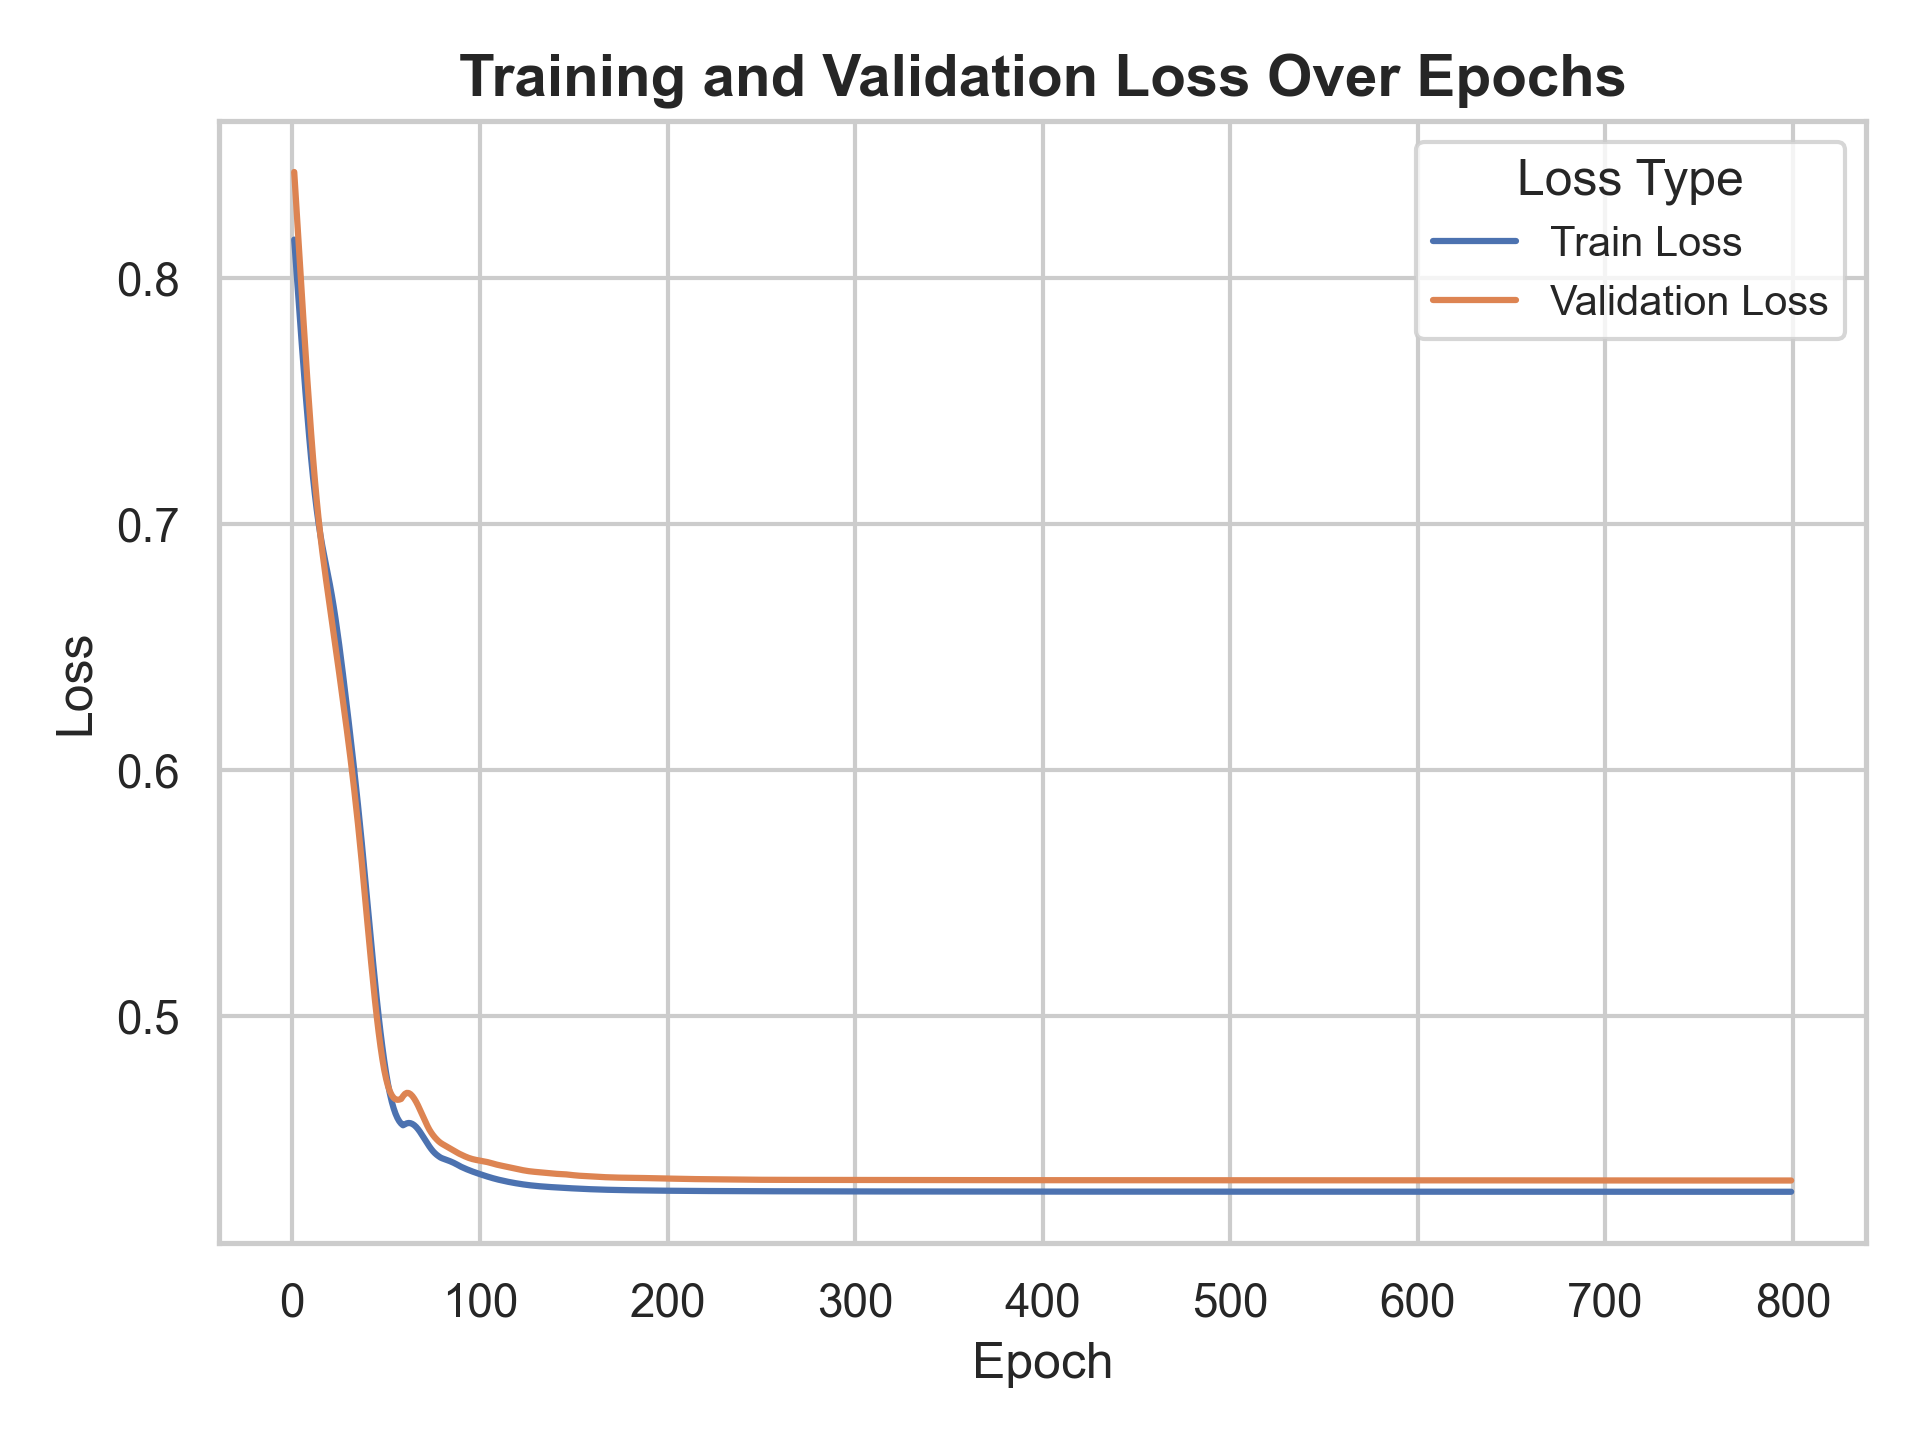 Training and Validation Loss Over Epochs
Loss Type
Train Loss
Validation Loss
0.8
0.7
0.6
0.5
Loss
0 100 200 300 400 500 600 700 800
Epoch